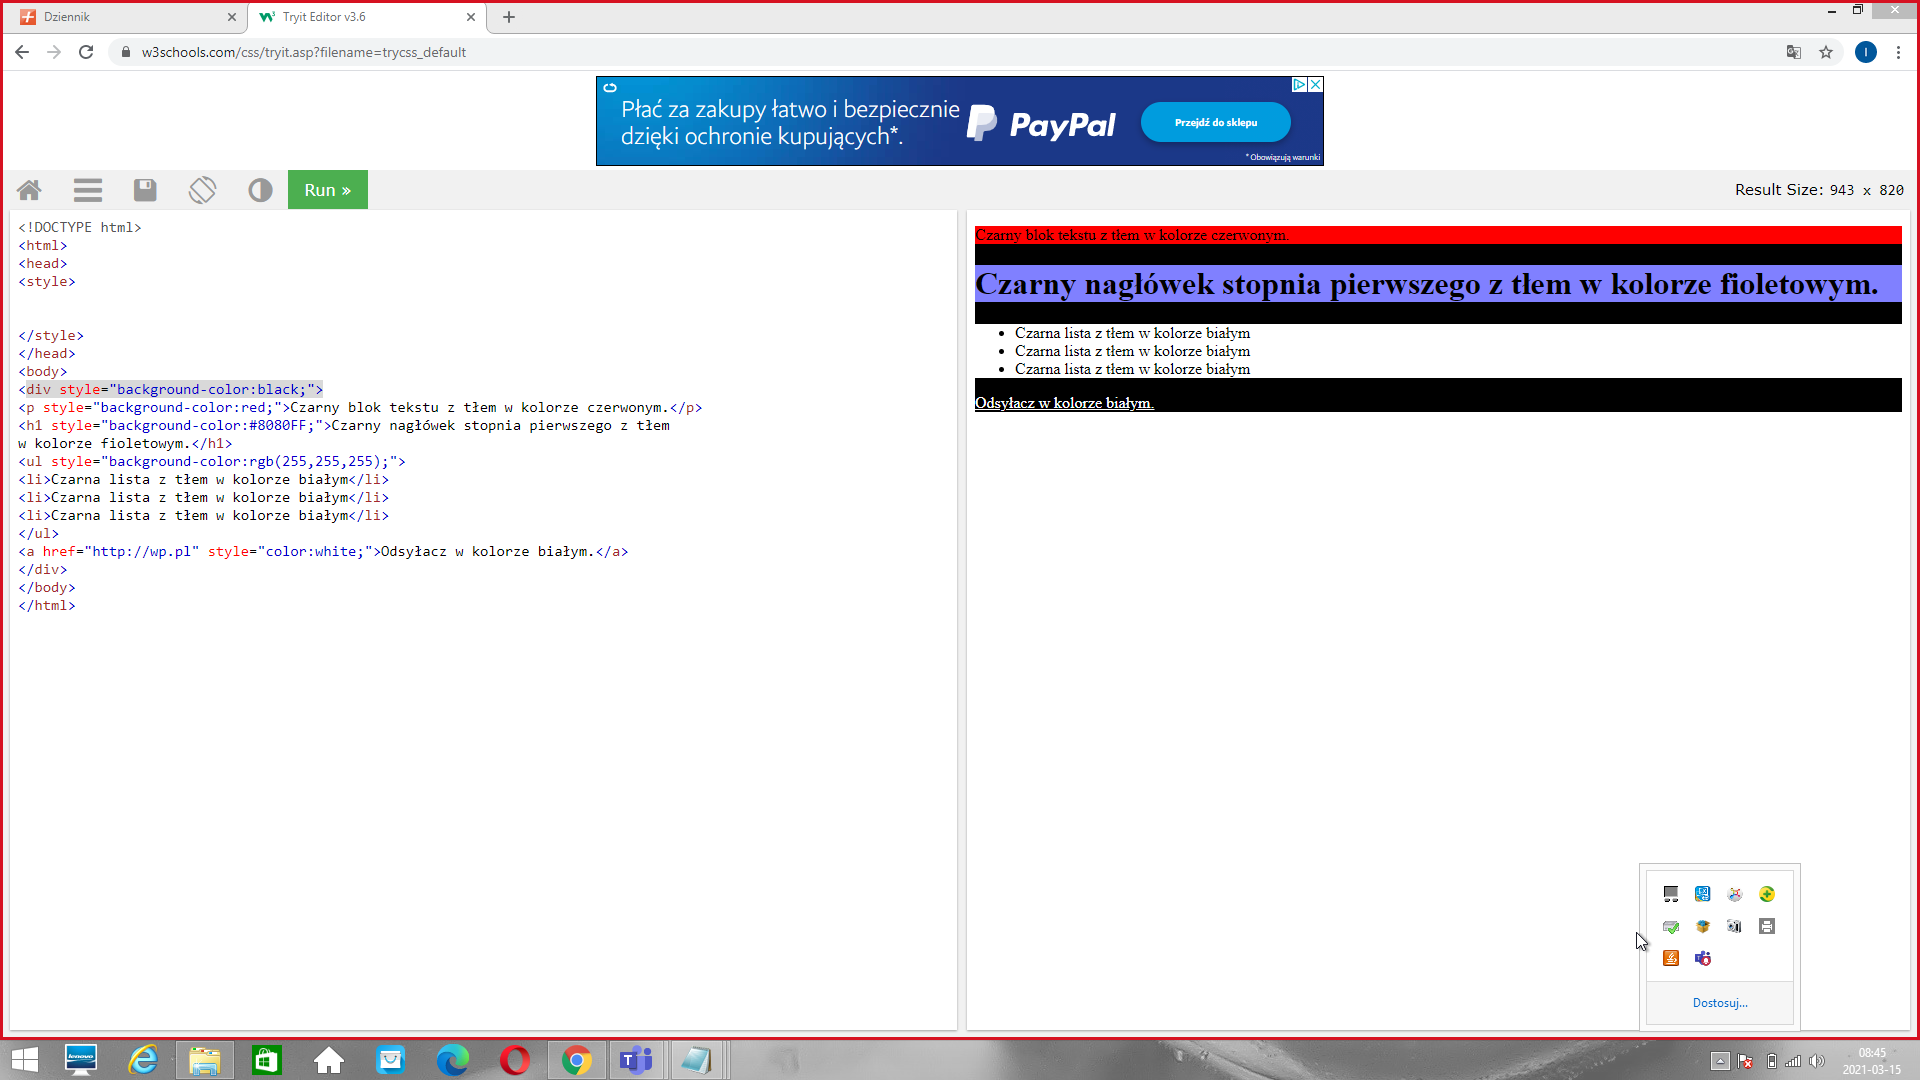 Dziennik
Tryit Editor v3.6
w3schools.com/css/tryit.asp?filename=trycss_default
I
Płać za zakupy łatwo i bezpiecznie
dzięki ochronie kupujących*.
PayPal
Przejdź do sklepu
*Obowiązują warunki
Run »
Result Size: 943 x 820
<!DOCTYPE html>
<html>
<head>
<style>
</style>
</head>
<body>
<div style="background-color:black;">
<p style="background-color:red;">Czarny blok tekstu z tłem w kolorze czerwonym.</p>
<h1 style="background-color:#8080FF;">Czarny nagłówek stopnia pierwszego z tłem
w kolorze fioletowym.</h1>
<ul style="background-color:rgb(255,255,255);">
<li>Czarna lista z tłem w kolorze białym</li>
<li>Czarna lista z tłem w kolorze białym</li>
<li>Czarna lista z tłem w kolorze białym</li>
</ul>
<a href="http://wp.pl" style="color:white;">Odsyłacz w kolorze białym.</a>
</div>
</body>
</html>
Czarny blok tekstu z tłem w kolorze czerwonym.
Czarny nagłówek stopnia pierwszego z tłem w kolorze fioletowym.
Czarna lista z tłem w kolorze białym
Czarna lista z tłem w kolorze białym
Czarna lista z tłem w kolorze białym
Odsyłacz w kolorze białym.
Dostosuj...
lenovo
08:45
2021-03-15